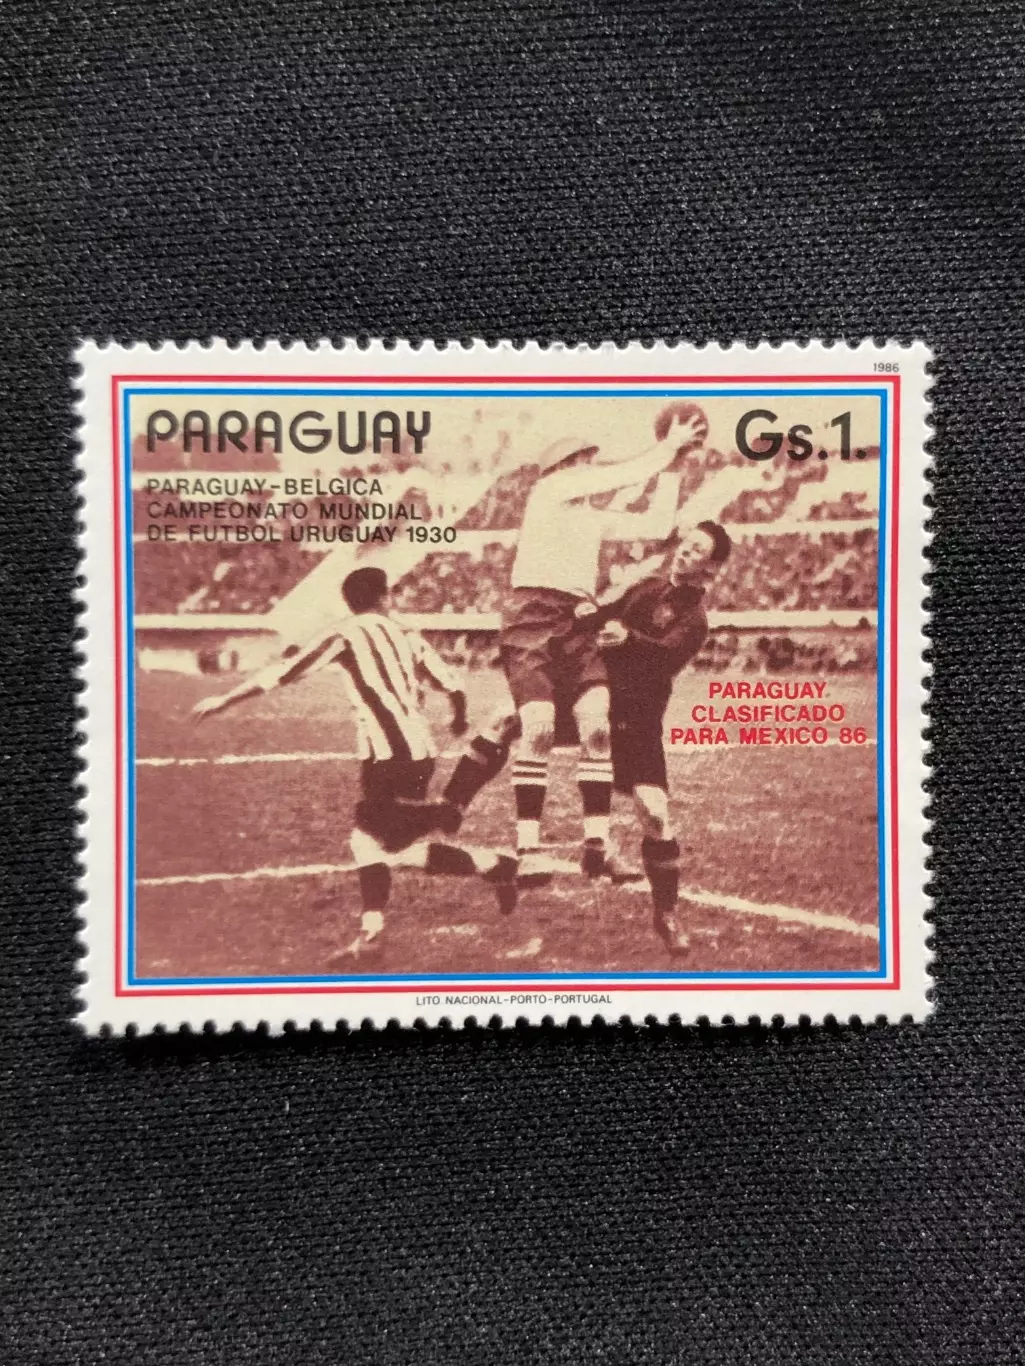 1986
PARAGUAY
Gs.1.
PARAGUAY-BELGICA
CAMPEONATO MUNDIAL
DE FUTBOL URUGUAY 1930
PARAGUAY
CLASIFICADO
PARA MEXICO 86
LITO NACIONAL-PORTO-PORTUGAL